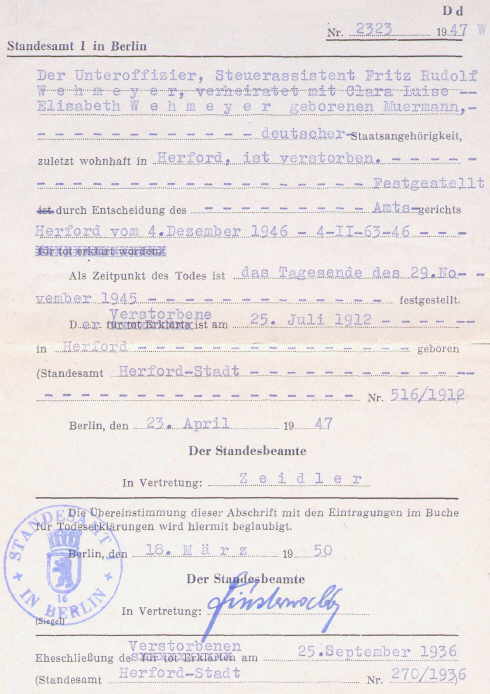 D d
Nr. 2323 1947 W
Standesamt I in Berlin
Der Unteroffizier, Steuerassistent Fritz Rudolf
W e h m e y e r, verheiratet mit Clara Luise --
Elisabeth W e h m e y e r geborenen Muermann,-
- - - - - - - - - - - - deutscher Staatsangehörigkeit,
zuletzt wohnhaft in Herford, ist verstorben. - - - - -
- - - - - - - - - - - - - - - - - - Festgestellt
ist durch Entscheidung des - - - - - - - - - Amts-gerichts
Herford vom 4.Dezember 1946 - 4-II-63-46 - - -
für tot erklärt worden.
Als Zeitpunkt des Todes ist das Tagesende des 29.No-
vember 1945 - - - - - - - - - - - - - festgestellt.
Verstorbene
Der für tot Erklärte ist am 25. Juli 1912 - - - - - -
in Herford - - - - - - - - - - - - - - geboren
(Standesamt Herford-Stadt - - - - - - - - - - - -
- - - - - - - - - - - - - - - - - Nr. 516/1912
Berlin, den 23. April 1947
Der Standesbeamte
In Vertretung: Z e i d l e r
Die Übereinstimmung dieser Abschrift mit den Eintragungen im Buche
für Todeserklärungen wird hiermit beglaubigt.
STANDESAMT I
IN BERLIN
16
Berlin, den 18. M ä r z 1950
Der Standesbeamte
In Vertretung:
(Siegel)
Verstorbenen
Eheschließung des für tot Erklärten am 25.September 1936
(Standesamt Herford-Stadt Nr. 270/1936